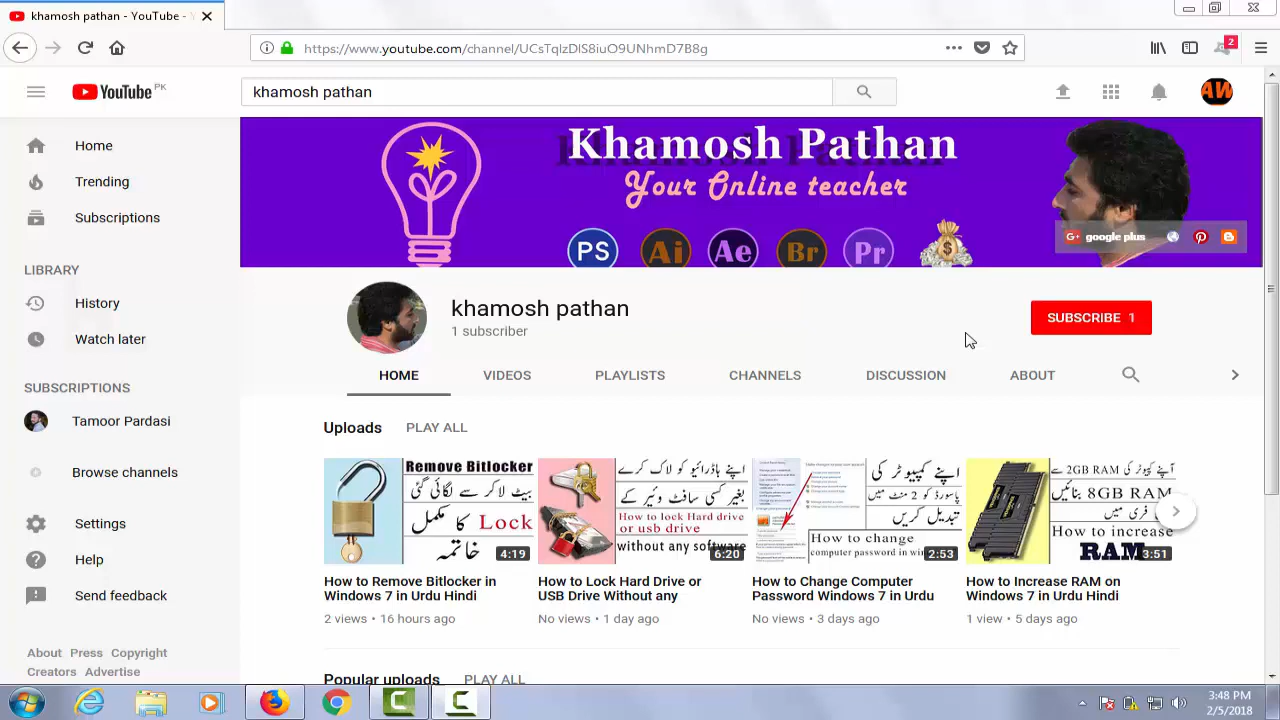 khamosh pathan - YouTube -
https://www.youtube.com/channel/
2
YouTube PK
khamosh pathan
AW
Home
Trending
Subscriptions
LIBRARY
History
Watch later
SUBSCRIPTIONS
Tamoor Pardasi
Browse channels
Settings
Help
Send feedback
About Press Copyright
Creators Advertise
Khamosh Pathan
Your Online teacher
PS Ai Ae Br Pr
google plus
khamosh pathan
1 subscriber
SUBSCRIBE 1
HOME VIDEOS PLAYLISTS CHANNELS DISCUSSION ABOUT
Uploads PLAY ALL
Remove Bitlocker
بیٹ لاکر سے لگائی گئی
Lock کا مکمل
خاتمہ
4:19
How to Remove Bitlocker in
Windows 7 in Urdu Hindi
2 views • 16 hours ago
اپنے ہارڈ ڈرائیو کو لاک کرے
بغیر کسی سافٹ وئیر کے
How to lock Hard drive
or usb drive
without any software
6:20
How to Lock Hard Drive or
USB Drive Without any
No views • 1 day ago
اپنے کمپیوٹر کی
پاسورڈ کو 2 منٹ میں
تبدیل کریں
How to change
computer password in win
2:53
How to Change Computer
Password Windows 7 in Urdu
No views • 3 days ago
اپنے کمپیوٹر کی 2GB RAM سے
8GB RAM بنائیں
فری میں
How to increase
RAM
3:51
How to Increase RAM on
Windows 7 in Urdu Hindi
1 view • 5 days ago
Popular uploads PLAY ALL
3:48 PM
2/5/2018